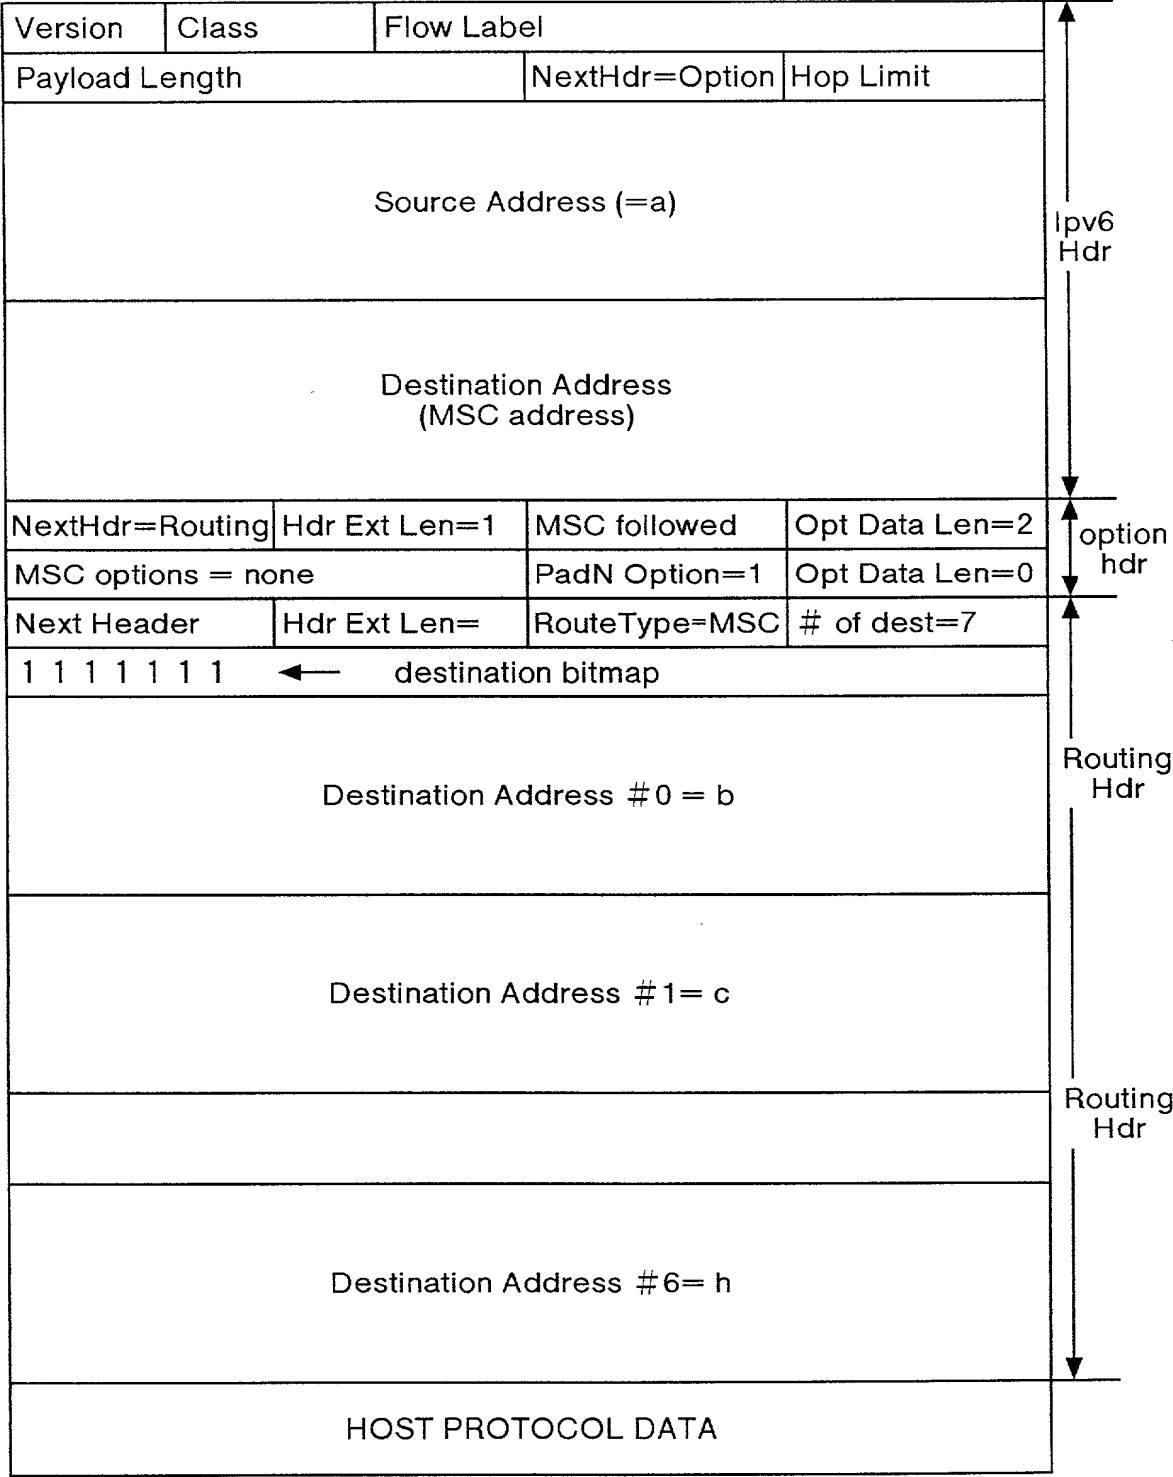 Version Class Flow Label
Payload Length NextHdr=Option Hop Limit
Source Address (=a)
Ipv6
Hdr
Destination Address
(MSC address)
NextHdr=Routing Hdr Ext Len=1 MSC followed Opt Data Len=2
option
hdr
MSC options = none PadN Option=1 Opt Data Len=0
Next Header Hdr Ext Len= RouteType=MSC # of dest=7
1 1 1 1 1 1 1 ← destination bitmap
Routing
Hdr
Destination Address #0 = b
Destination Address #1= c
Routing
Hdr
Destination Address #6= h
HOST PROTOCOL DATA